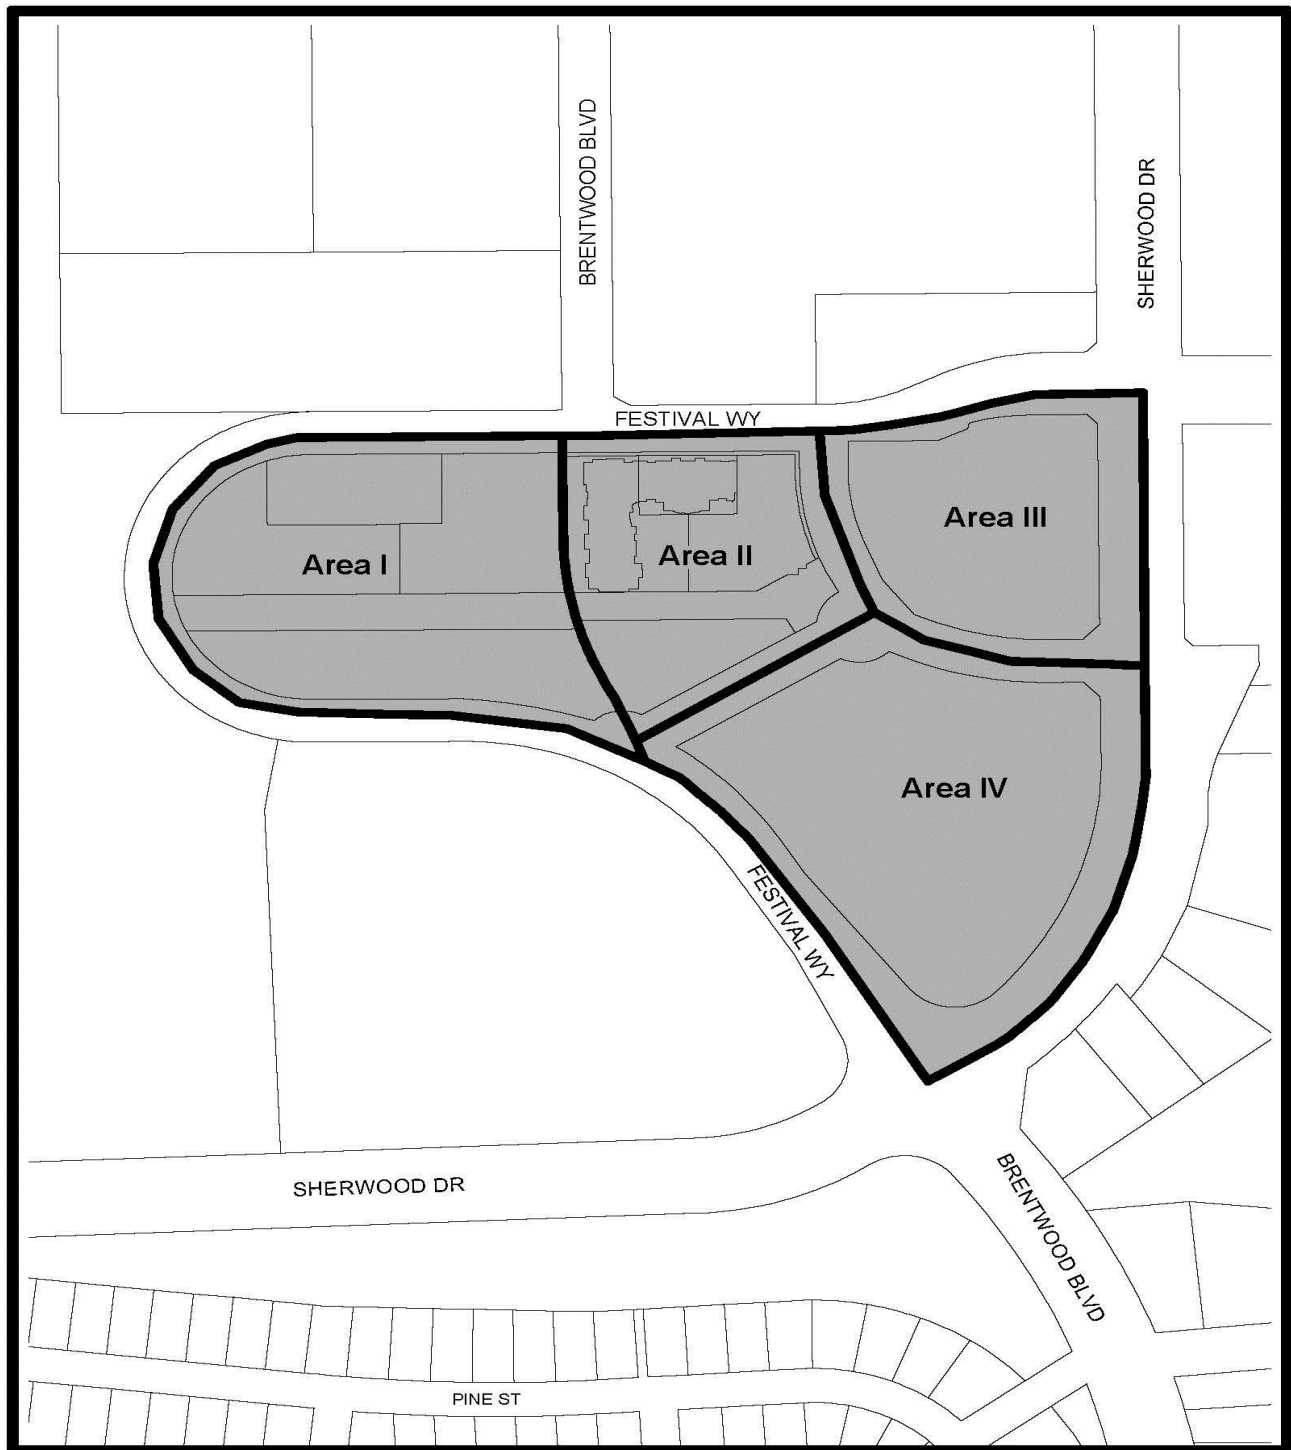 BRENTWOOD BLVD
SHERWOOD DR
FESTIVAL WY
Area III
Area II
Area I
Area IV
FESTIVAL WY
SHERWOOD DR
BRENTWOOD BLVD
PINE ST